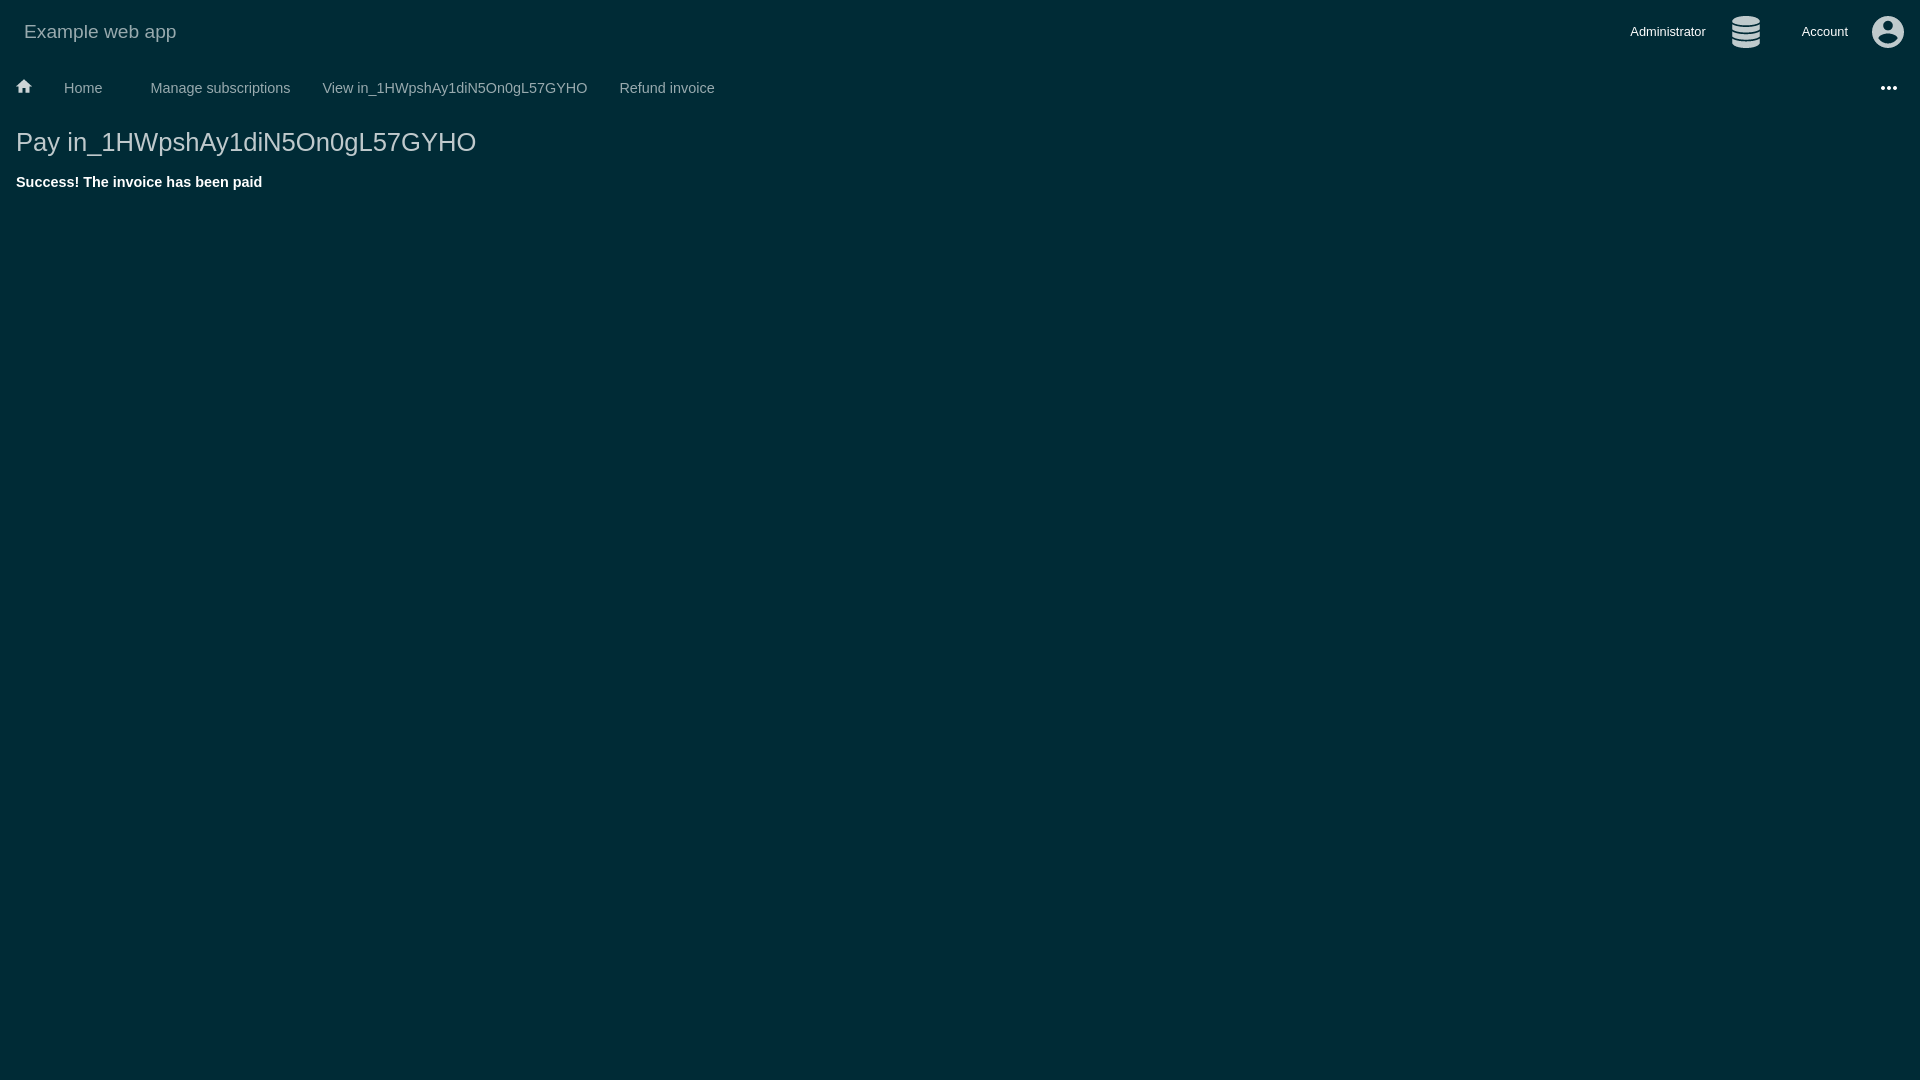 Example web app
Administrator
Account
Home
Manage subscriptions
View in_1HWpshAy1diN5On0gL57GYHO
Refund invoice
Pay in_1HWpshAy1diN5On0gL57GYHO
Success! The invoice has been paid